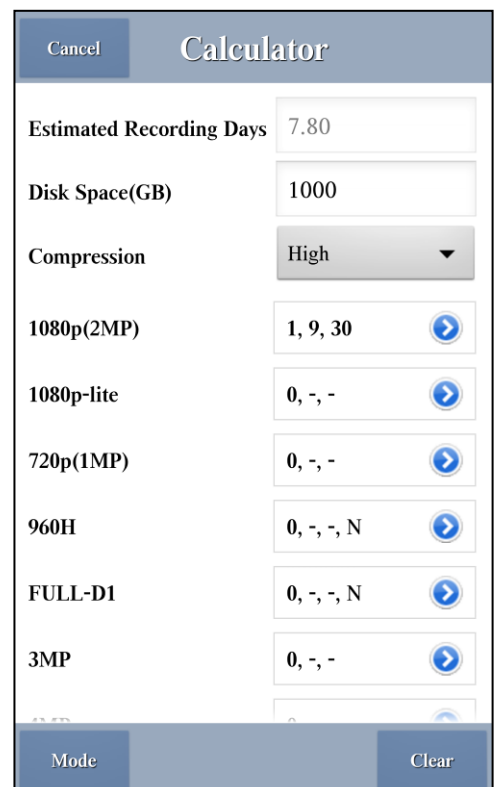 Cancel Calculator
Estimated Recording Days 7.80
Disk Space(GB) 1000
Compression High
1080p(2MP) 1, 9, 30
1080p-lite 0, -, -
720p(1MP) 0, -, -
960H 0, -, -, N
FULL-D1 0, -, -, N
3MP 0, -, -
Mode Clear